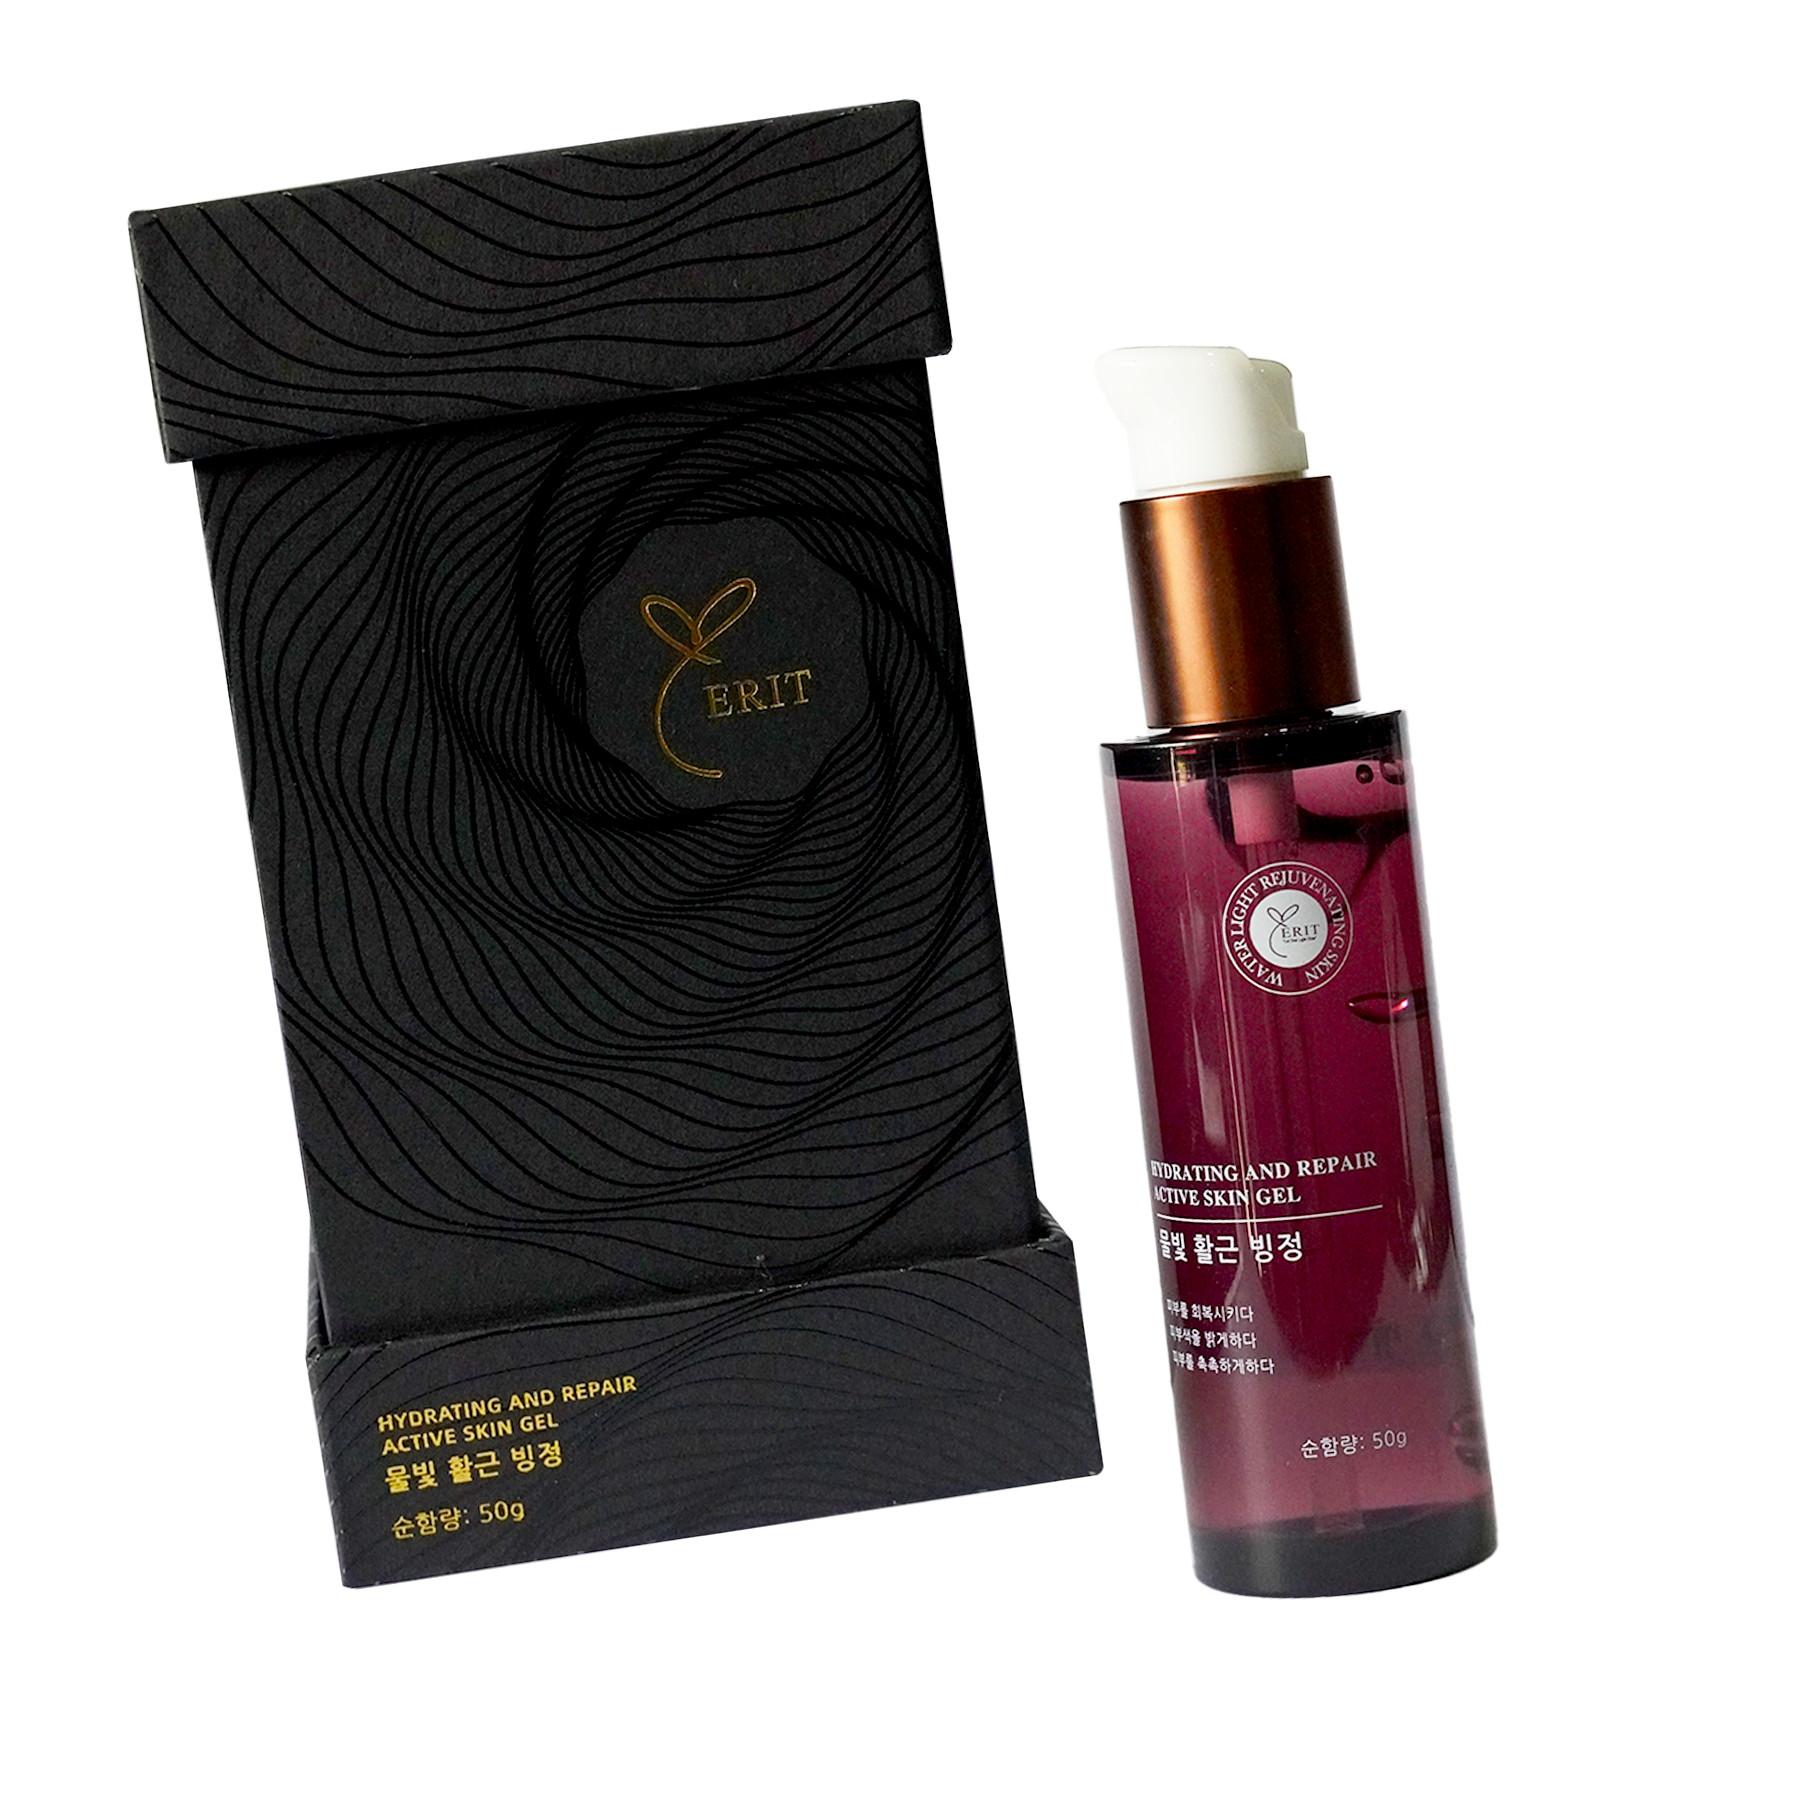 ERIT
HYDRATING AND REPAIR
ACTIVE SKIN GEL
물빛 활근 빙정
순함량: 50g
WATER LIGHT REJUVENATING SKIN
ERIT
HYDRATING AND REPAIR
ACTIVE SKIN GEL
물빛 활근 빙정
피부를 회복시키다
피부색을 밝게하다
피부를 촉촉하게하다
순함량: 50g